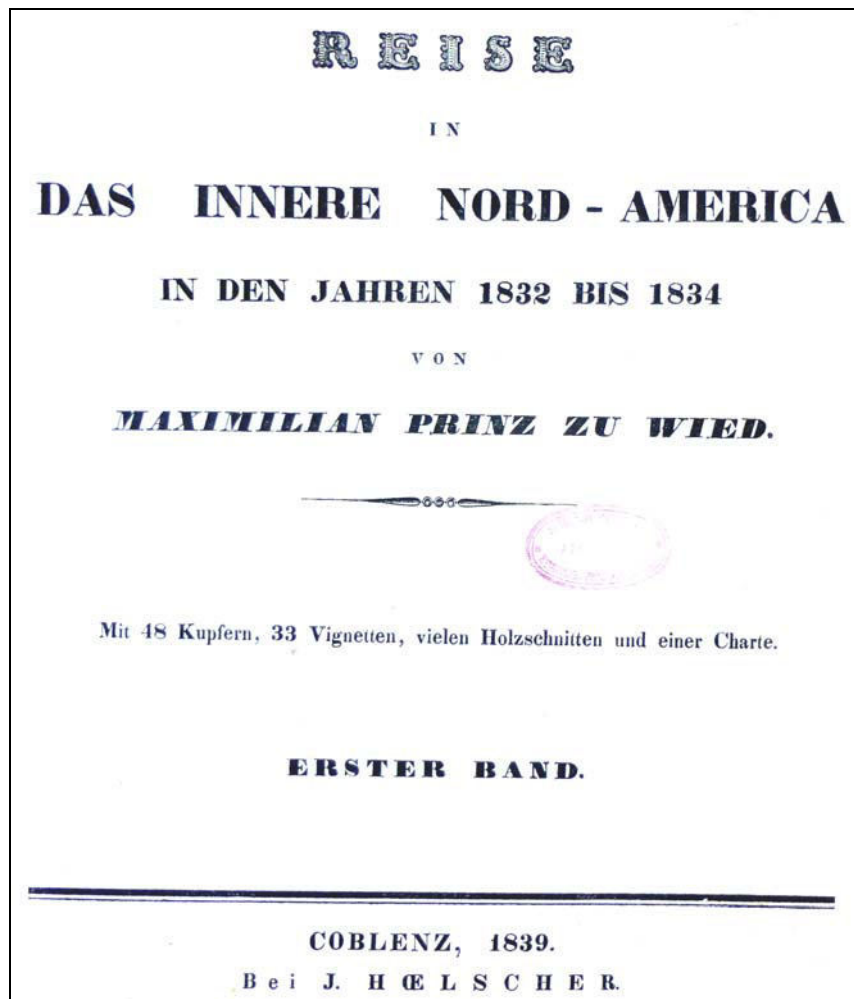 REISE
IN
DAS INNERE NORD - AMERICA
IN DEN JAHREN 1832 BIS 1834
VON
MAXIMILIAN PRINZ ZU WIED.
Mit 48 Kupfern, 33 Vignetten, vielen Holzschnitten und einer Charte.
ERSTER BAND.
COBLENZ, 1839.
Bei J. HŒLSCHER.